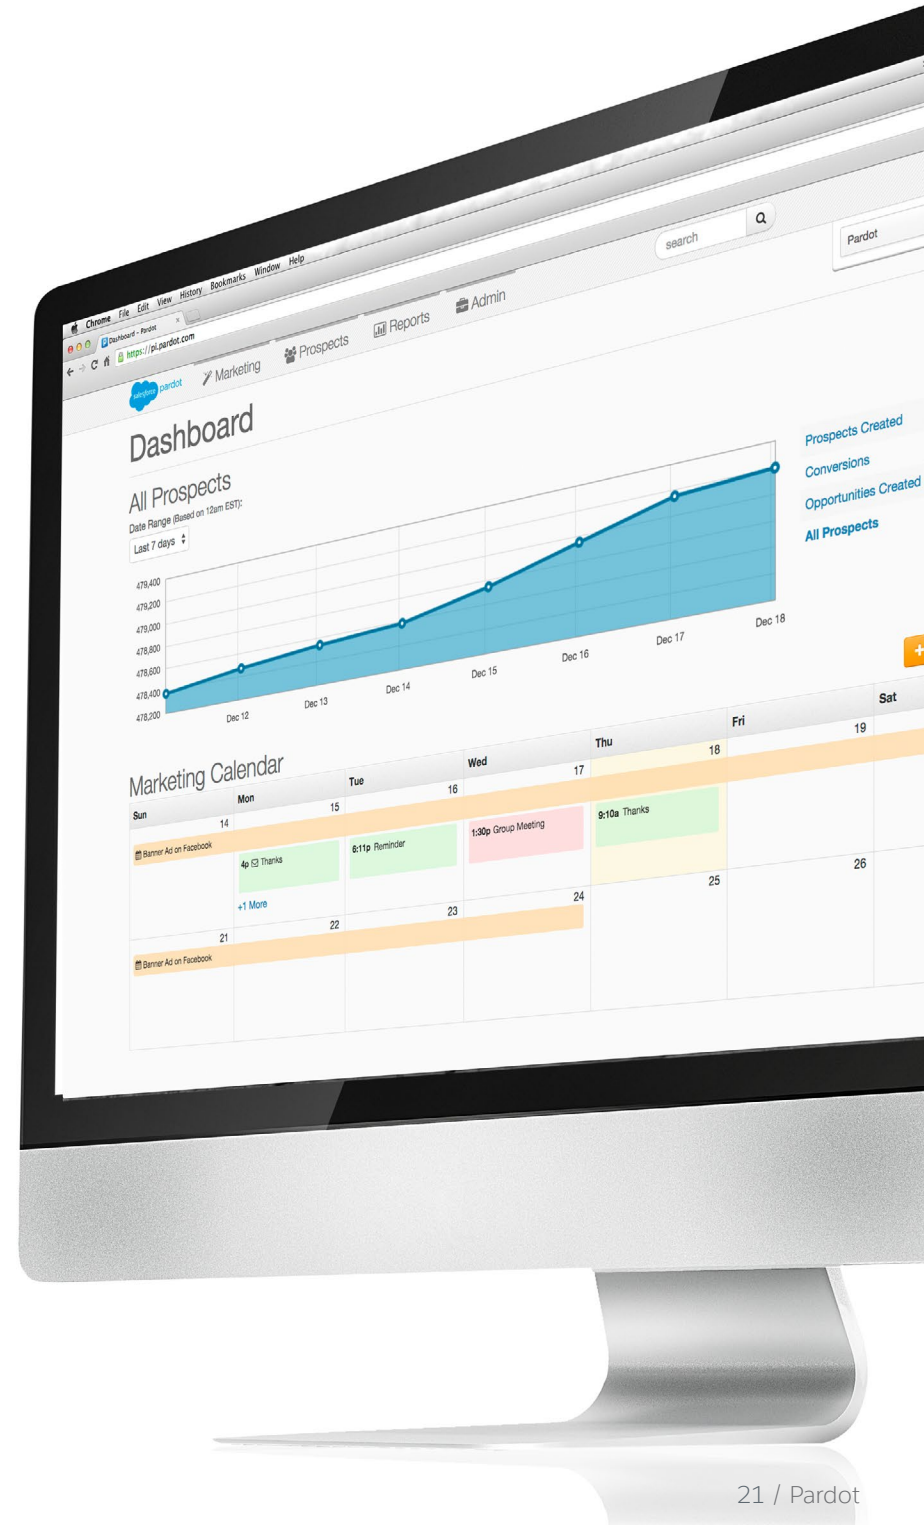 Chrome File Edit View History Bookmarks Window Help
Dashboard – Pardot ×
https://pi.pardot.com
salesforce pardot Marketing Prospects Reports Admin search Pardot
Dashboard
All Prospects
Date Range (Based on 12am EST):
Last 7 days
479,400
479,200
479,000
478,800
478,600
478,400
478,200
Dec 12 Dec 13 Dec 14 Dec 15 Dec 16 Dec 17 Dec 18
Prospects Created
Conversions
Opportunities Created
All Prospects
+
Marketing Calendar
Sun Mon Tue Wed Thu Fri Sat
14 15 16 17 18 19
Banner Ad on Facebook
4p Thanks
+1 More
6:11p Reminder
1:30p Group Meeting
9:10a Thanks
21 22 23 24 25 26
Banner Ad on Facebook
21 / Pardot